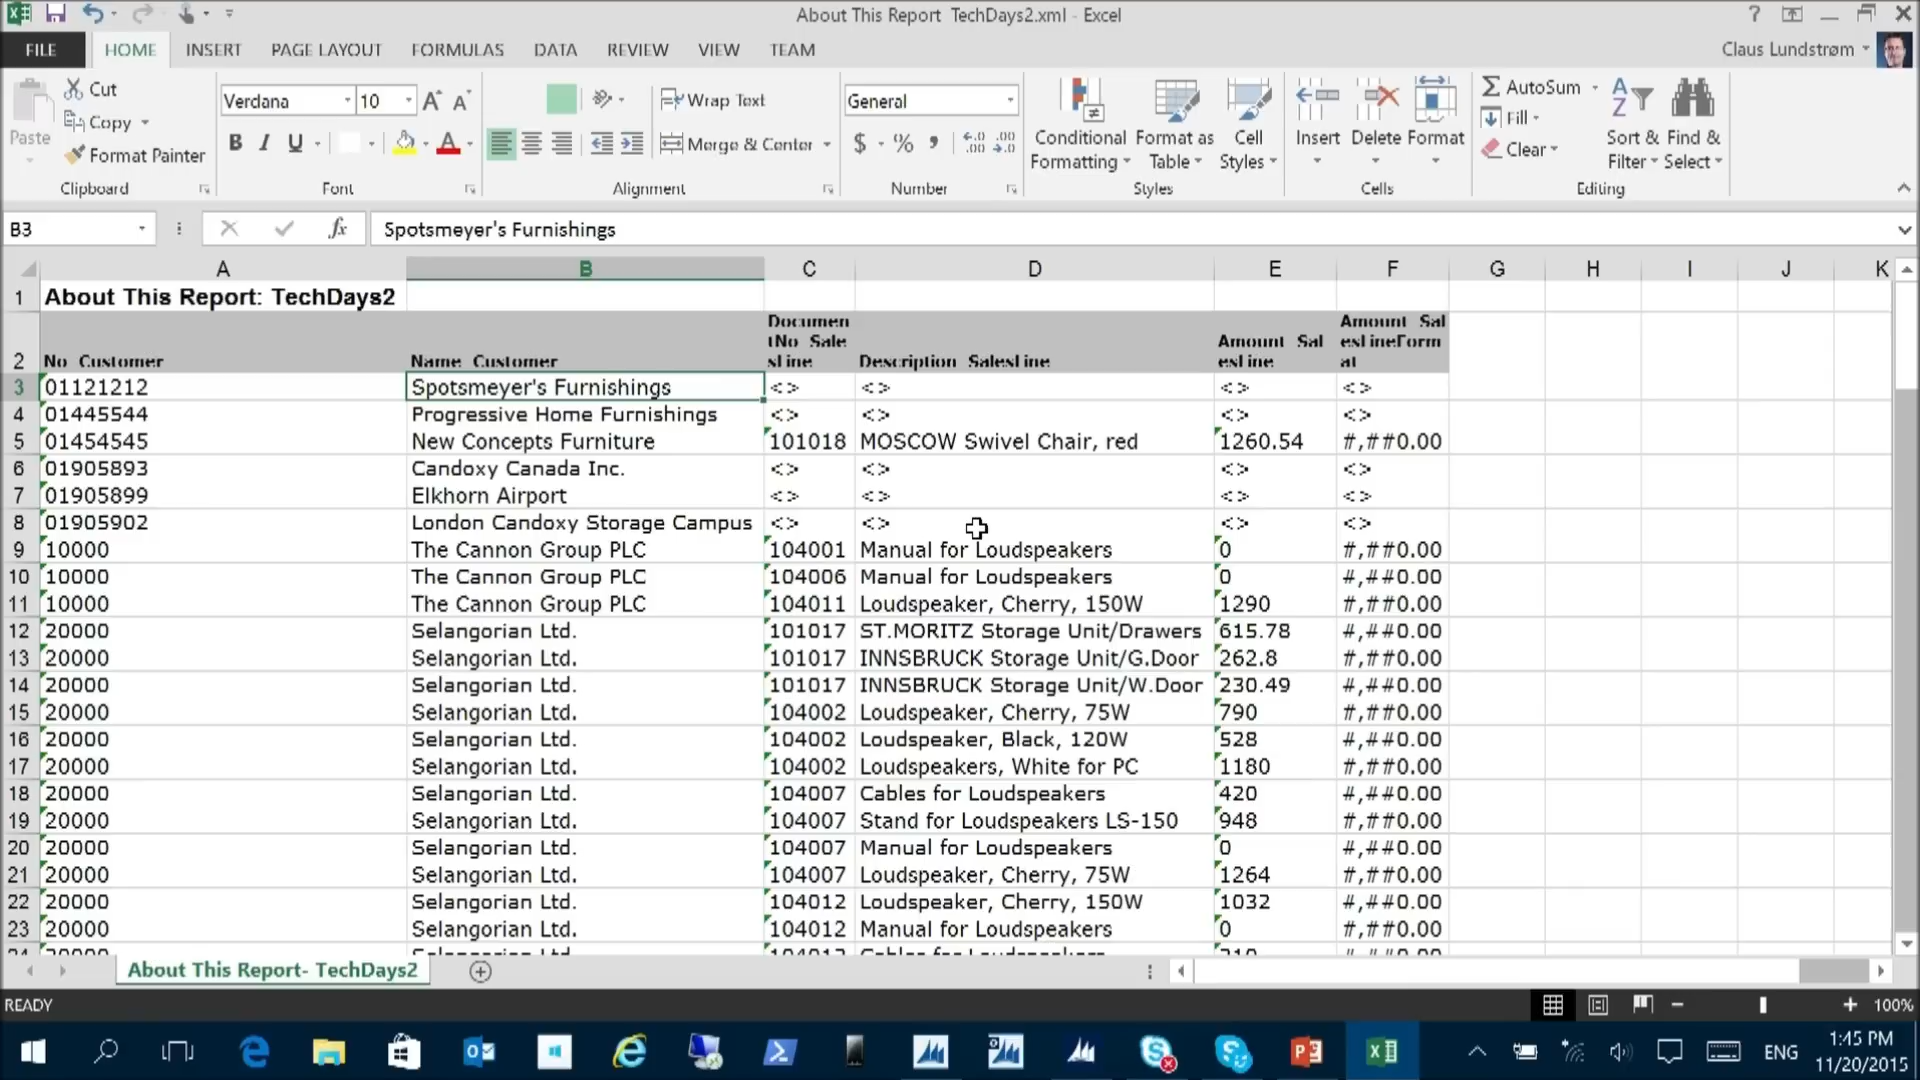 About This Report TechDays2.xml - Excel
?
FILE HOME INSERT PAGE LAYOUT FORMULAS DATA REVIEW VIEW TEAM Claus Lundstrøm
Paste
Cut
Copy
Format Painter
Clipboard
Verdana 10
B I U
Font
Wrap Text
Merge & Center
Alignment
General
$ % ,
Number
Conditional Formatting
Format as Table
Cell Styles
Styles
Insert Delete Format
Cells
AutoSum
Fill
Clear
Sort & Filter
Find & Select
Editing
B3 fx Spotsmeyer's Furnishings
A B C D E F G H I J K
1 About This Report: TechDays2
2 No_Customer Name_Customer DocumentNo_SalesLine Description_SalesLine Amount_SalesLine Amount_SalesLineFormat
3 01121212 Spotsmeyer's Furnishings <> <> <> <>
4 01445544 Progressive Home Furnishings <> <> <> <>
5 01454545 New Concepts Furniture 101018 MOSCOW Swivel Chair, red 1260.54 #,##0.00
6 01905893 Candoxy Canada Inc. <> <> <> <>
7 01905899 Elkhorn Airport <> <> <> <>
8 01905902 London Candoxy Storage Campus <> <> <> <>
9 10000 The Cannon Group PLC 104001 Manual for Loudspeakers 0 #,##0.00
10 10000 The Cannon Group PLC 104006 Manual for Loudspeakers 0 #,##0.00
11 10000 The Cannon Group PLC 104011 Loudspeaker, Cherry, 150W 1290 #,##0.00
12 20000 Selangorian Ltd. 101017 ST.MORITZ Storage Unit/Drawers 615.78 #,##0.00
13 20000 Selangorian Ltd. 101017 INNSBRUCK Storage Unit/G.Door 262.8 #,##0.00
14 20000 Selangorian Ltd. 101017 INNSBRUCK Storage Unit/W.Door 230.49 #,##0.00
15 20000 Selangorian Ltd. 104002 Loudspeaker, Cherry, 75W 790 #,##0.00
16 20000 Selangorian Ltd. 104002 Loudspeaker, Black, 120W 528 #,##0.00
17 20000 Selangorian Ltd. 104002 Loudspeakers, White for PC 1180 #,##0.00
18 20000 Selangorian Ltd. 104007 Cables for Loudspeakers 420 #,##0.00
19 20000 Selangorian Ltd. 104007 Stand for Loudspeakers LS-150 948 #,##0.00
20 20000 Selangorian Ltd. 104007 Manual for Loudspeakers 0 #,##0.00
21 20000 Selangorian Ltd. 104007 Loudspeaker, Cherry, 75W 1264 #,##0.00
22 20000 Selangorian Ltd. 104012 Loudspeaker, Cherry, 150W 1032 #,##0.00
23 20000 Selangorian Ltd. 104012 Manual for Loudspeakers 0 #,##0.00
About This Report- TechDays2
READY 100%
ENG
1:45 PM
11/20/2015